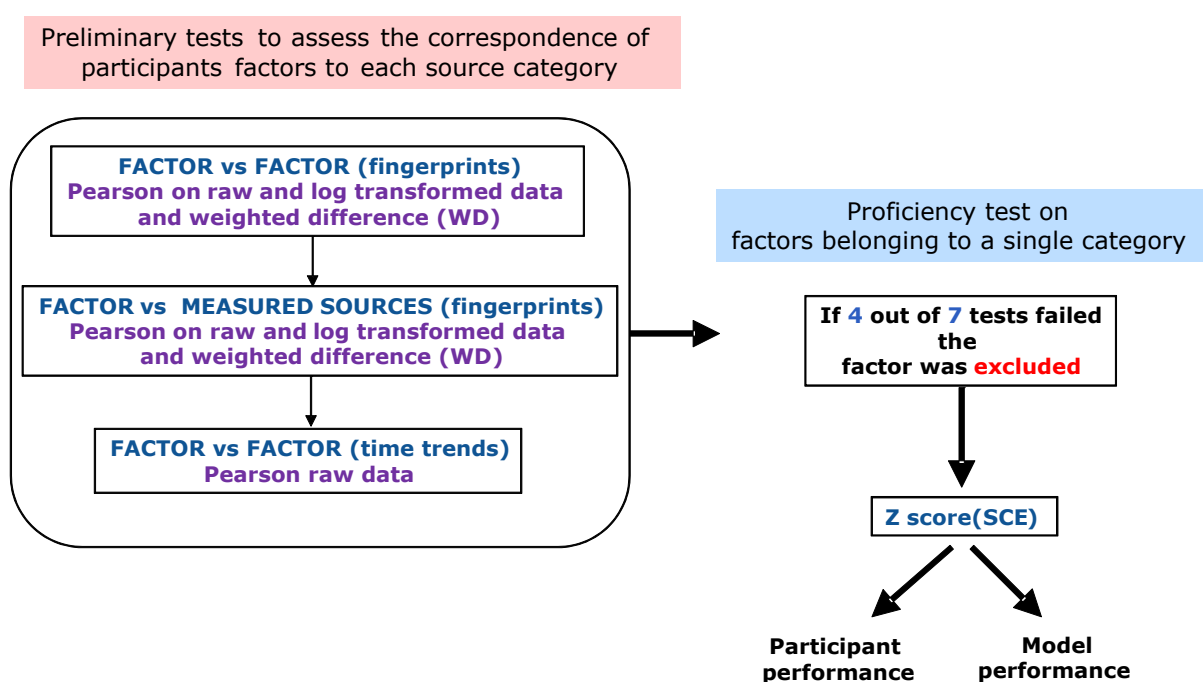 Preliminary tests to assess the correspondence of
participants factors to each source category
FACTOR vs FACTOR (fingerprints)
Pearson on raw and log transformed data
and weighted difference (WD)
FACTOR vs MEASURED SOURCES (fingerprints)
Pearson on raw and log transformed data
and weighted difference (WD)
FACTOR vs FACTOR (time trends)
Pearson raw data
Proficiency test on
factors belonging to a single category
If 4 out of 7 tests failed
the
factor was excluded
Z score(SCE)
Participant
performance
Model
performance